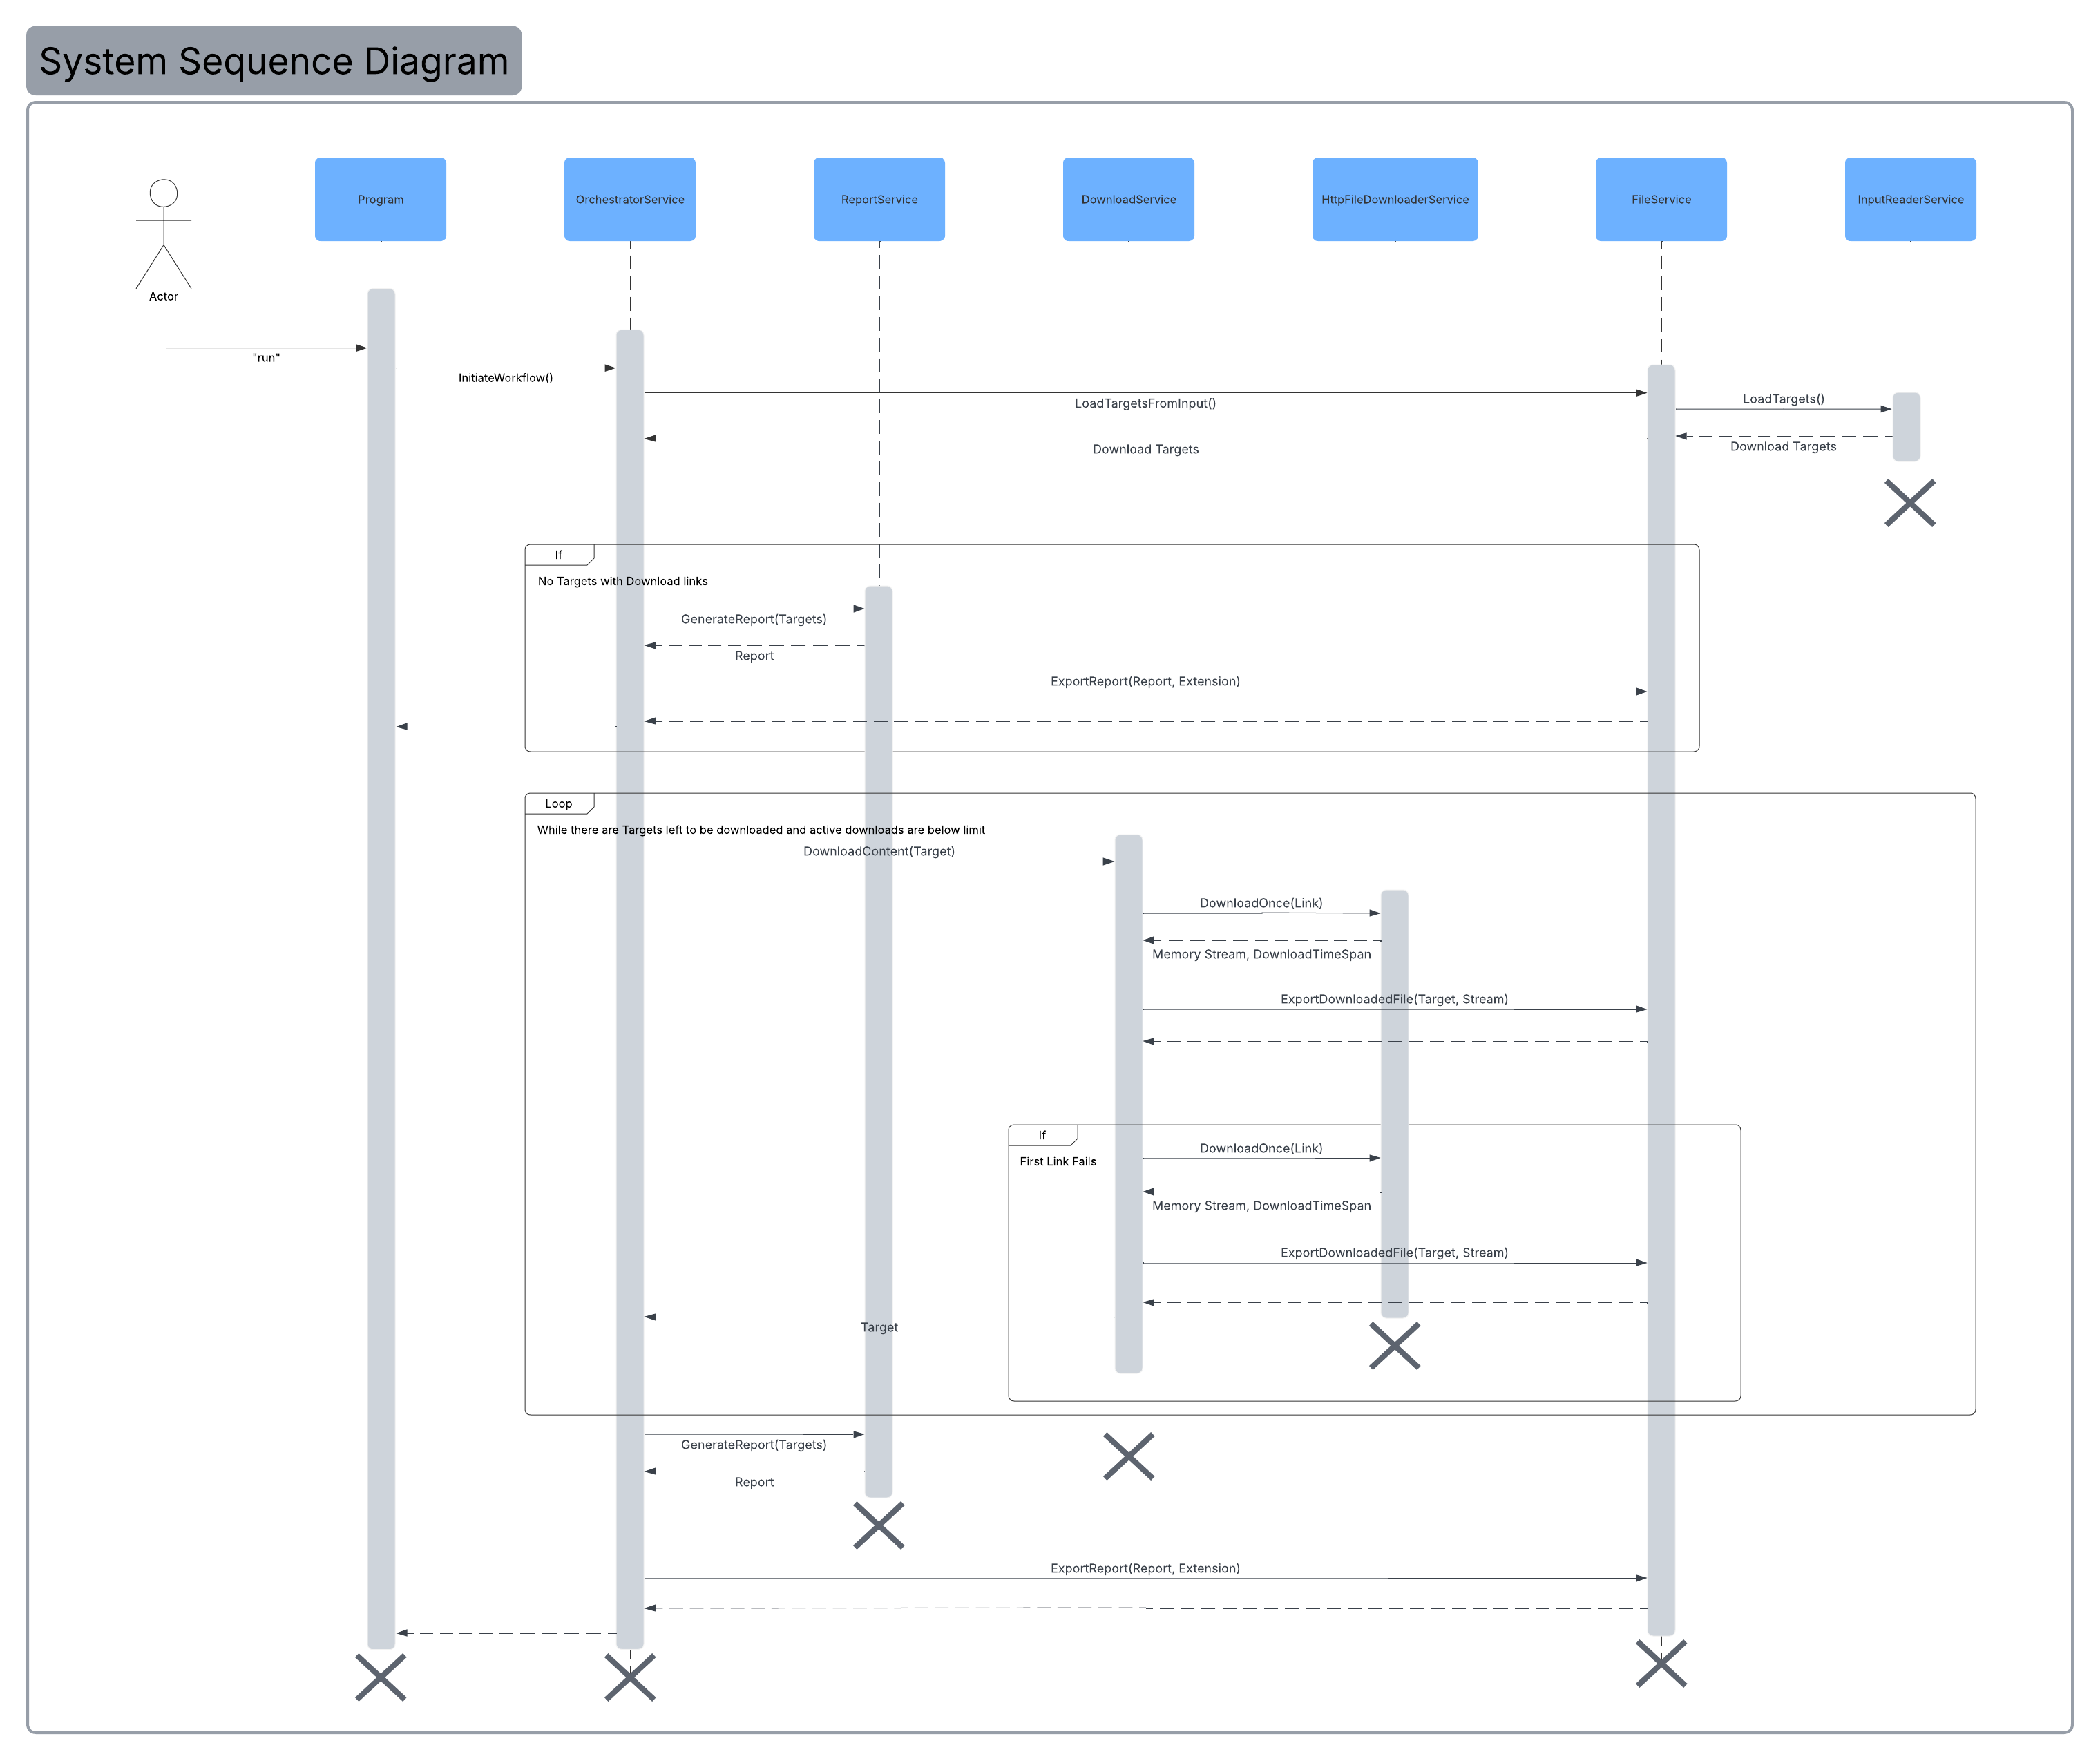 System Sequence Diagram
Program
OrchestratorService
ReportService
DownloadService
HttpFileDownloaderService
FileService
InputReaderService
Actor
"run"
InitiateWorkflow()
LoadTargetsFromInput()
LoadTargets()
Download Targets
Download Targets
If
No Targets with Download links
GenerateReport(Targets)
Report
ExportReport(Report, Extension)
Loop
While there are Targets left to be downloaded and active downloads are below limit
DownloadContent(Target)
DownloadOnce(Link)
Memory Stream, DownloadTimeSpan
ExportDownloadedFile(Target, Stream)
If
First Link Fails
DownloadOnce(Link)
Memory Stream, DownloadTimeSpan
ExportDownloadedFile(Target, Stream)
Target
GenerateReport(Targets)
Report
ExportReport(Report, Extension)